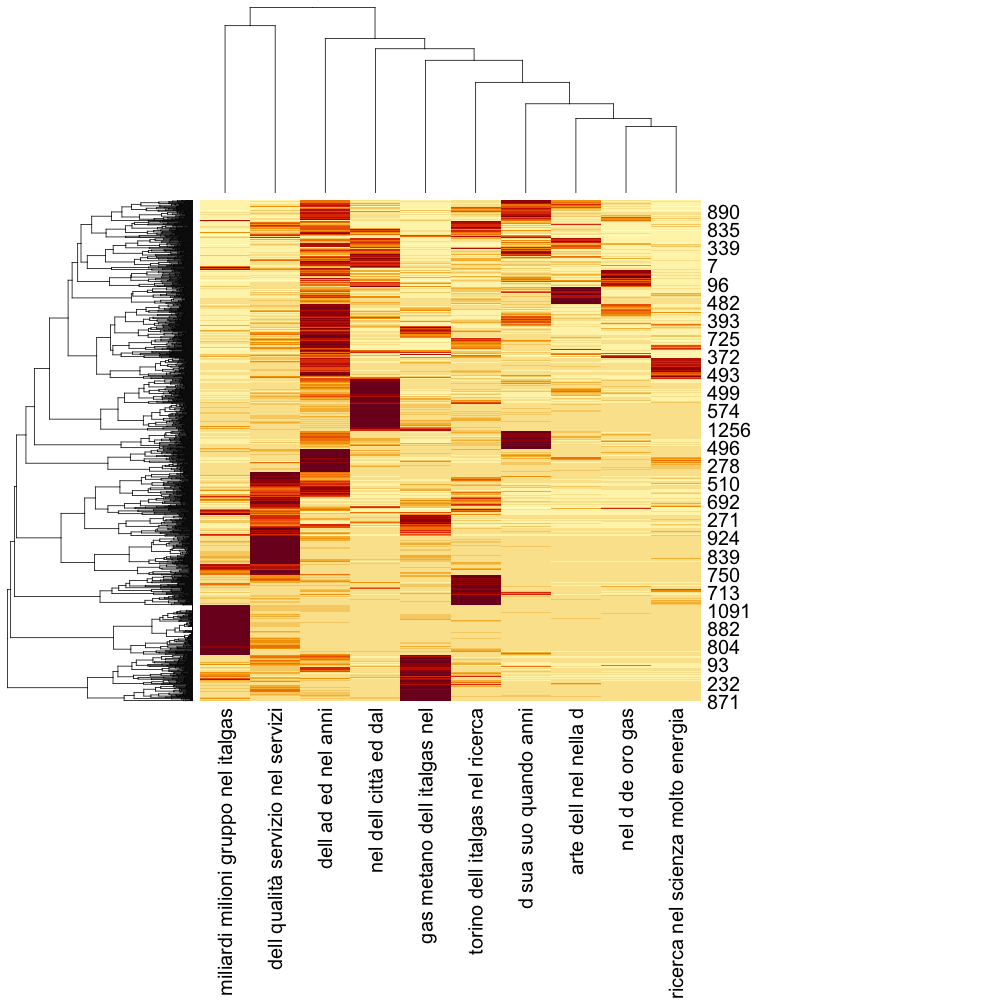 890
835
339
7
96
482
393
725
372
493
499
574
1256
496
278
510
692
271
924
839
750
713
1091
882
804
93
232
871
miliardi milioni gruppo nel italgas
dell qualità servizio nel servizi
dell ad ed nel anni
nel dell città ed dal
gas metano dell italgas nel
torino dell italgas nel ricerca
d sua suo quando anni
arte dell nel nella d
nel d de oro gas
ricerca nel scienza molto energia